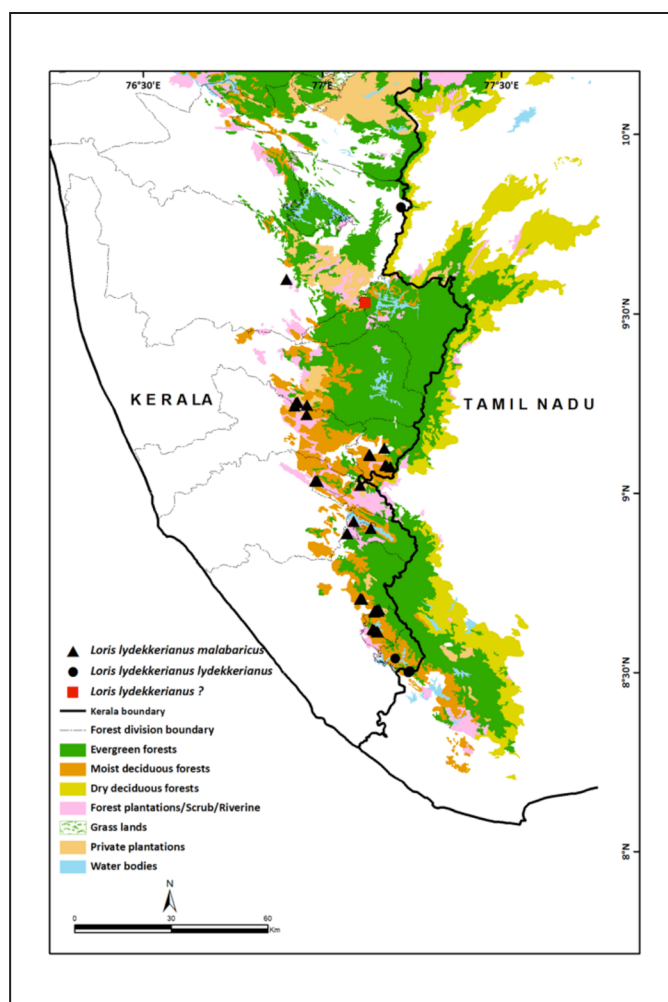 76°30'E 77°E 77°30'E
10°N
9°30'N
KERALA
TAMIL NADU
9°N
8°30'N
8°N
Loris lydekkerianus malabaricus
Loris lydekkerianus lydekkerianus
Loris lydekkerianus ?
Kerala boundary
Forest division boundary
Evergreen forests
Moist deciduous forests
Dry deciduous forests
Forest plantations/Scrub/Riverine
Grass lands
Private plantations
Water bodies
N
0 30 60
Km